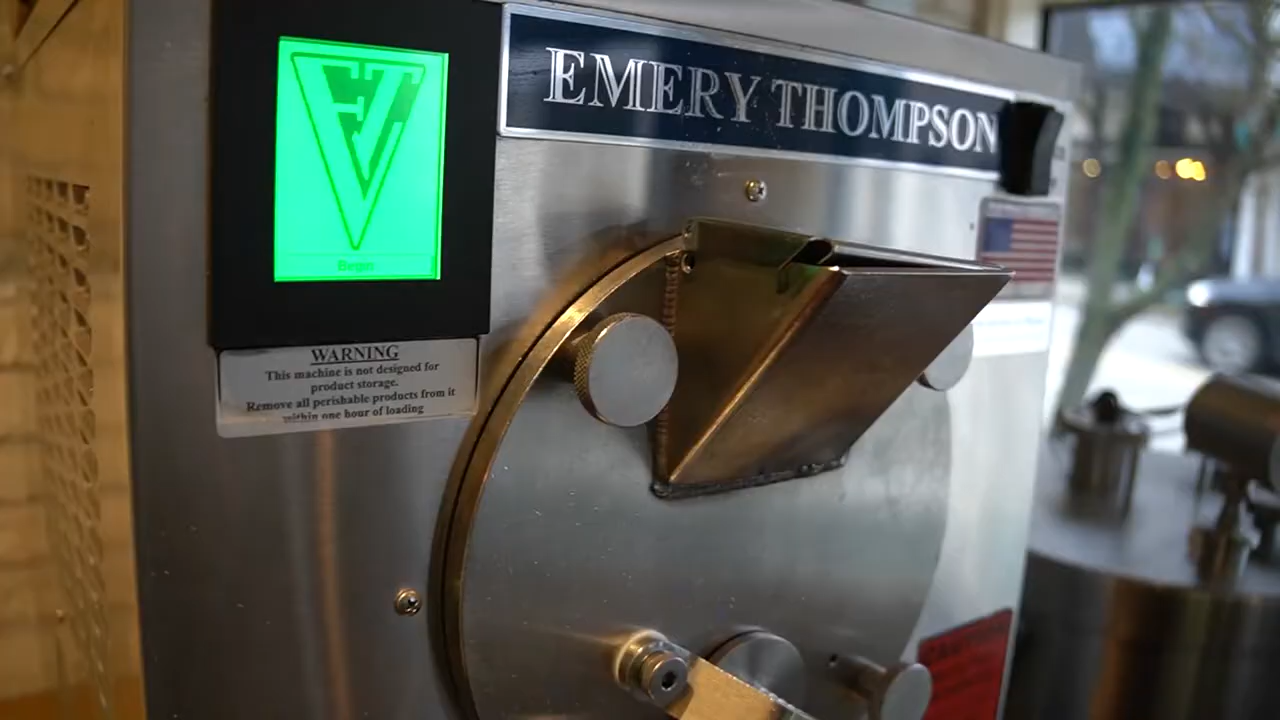 EMERY THOMPSON
Begin
WARNING
This machine is not designed for
product storage.
Remove all perishable products from it
within one hour of loading